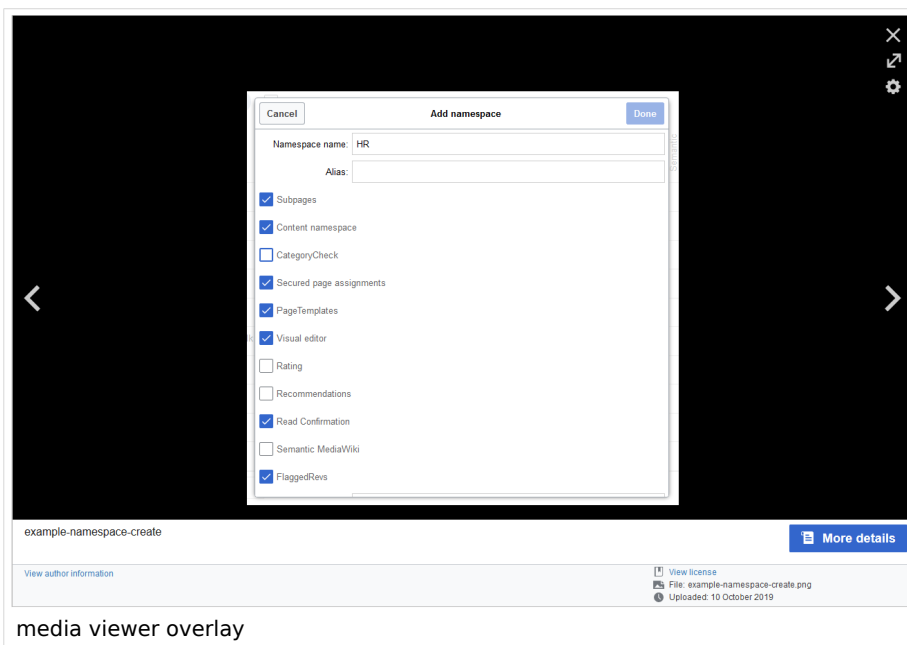 Cancel Add namespace Done
Namespace name: HR
Semantic
Alias:
Subpages
Content namespace
CategoryCheck
Secured page assignments
PageTemplates
Visual editor
Rating
Recommendations
Read Confirmation
Semantic MediaWiki
FlaggedRevs
example-namespace-create
More details
View author information
View license
File: example-namespace-create.png
Uploaded: 10 October 2019
media viewer overlay